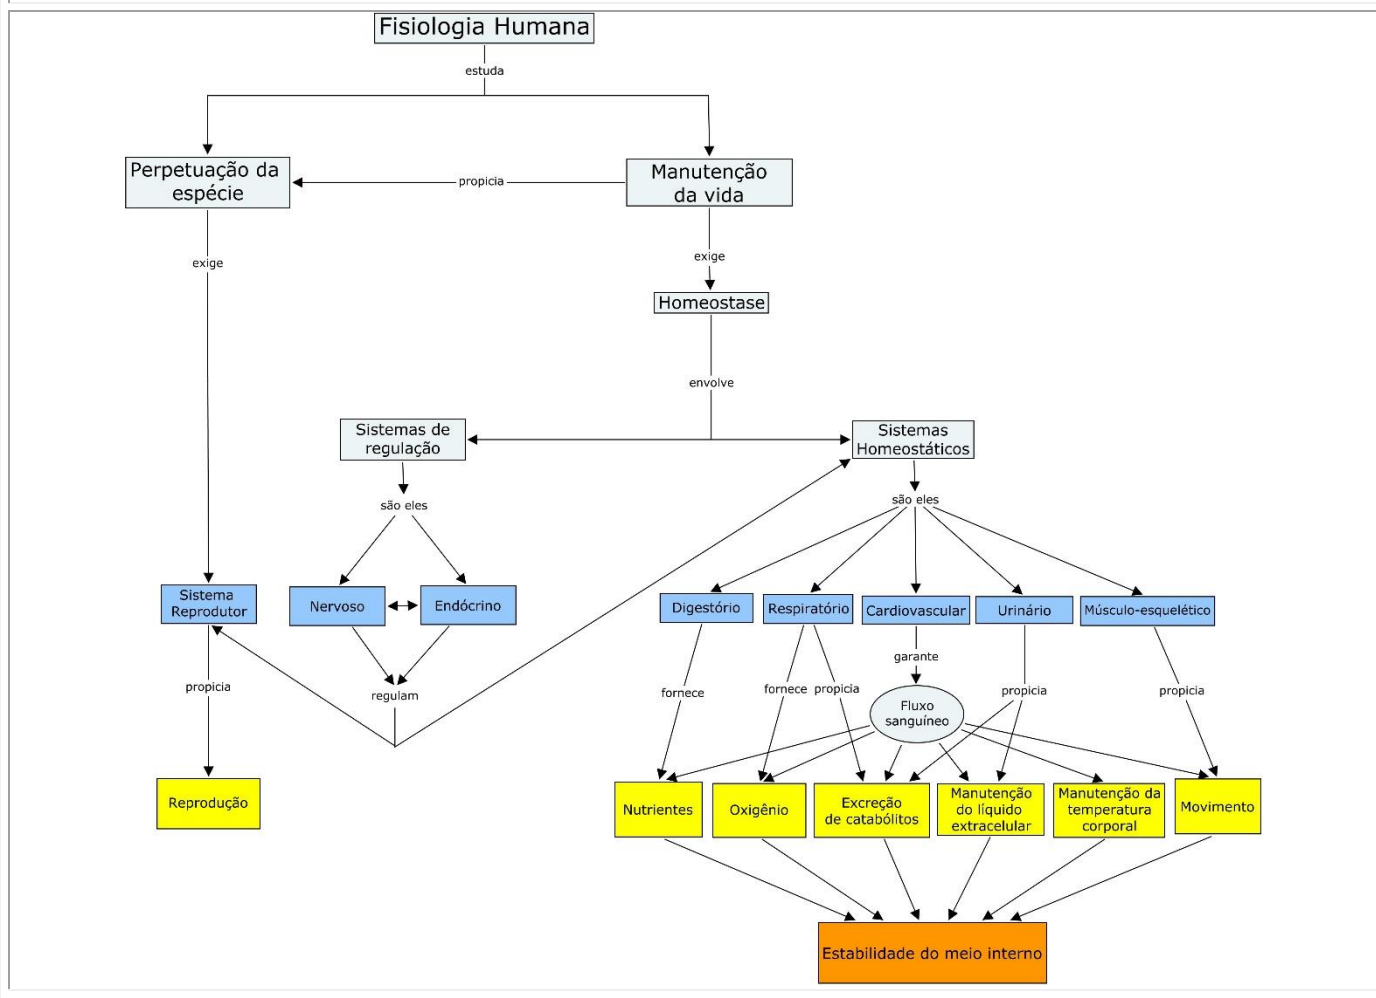 Fisiologia Humana
estuda
Perpetuação da
espécie
propicia
Manutenção
da vida
exige
exige
Homeostase
envolve
Sistemas de
regulação
Sistemas
Homeostáticos
são eles
são eles
Sistema
Reprodutor
Nervoso
Endócrino
Digestório
Respiratório
Cardiovascular
Urinário
Músculo-esquelético
garante
propicia
regulam
fornece
fornece
propicia
propicia
propicia
Fluxo
sanguíneo
Reprodução
Nutrientes
Oxigênio
Excreção
de catabólitos
Manutenção
do líquido
extracelular
Manutenção da
temperatura
corporal
Movimento
Estabilidade do meio interno